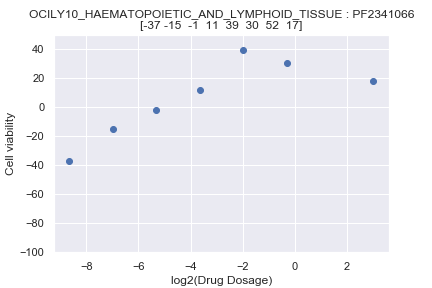 OCILY10_HAEMATOPOIETIC_AND_LYMPHOID_TISSUE : PF2341066
[-37 -15  -1  11  39  30  52  17]
40
20
0
−20
−40
−60
−80
−100
Cell viability
−8 −6 −4 −2 0 2
log2(Drug Dosage)